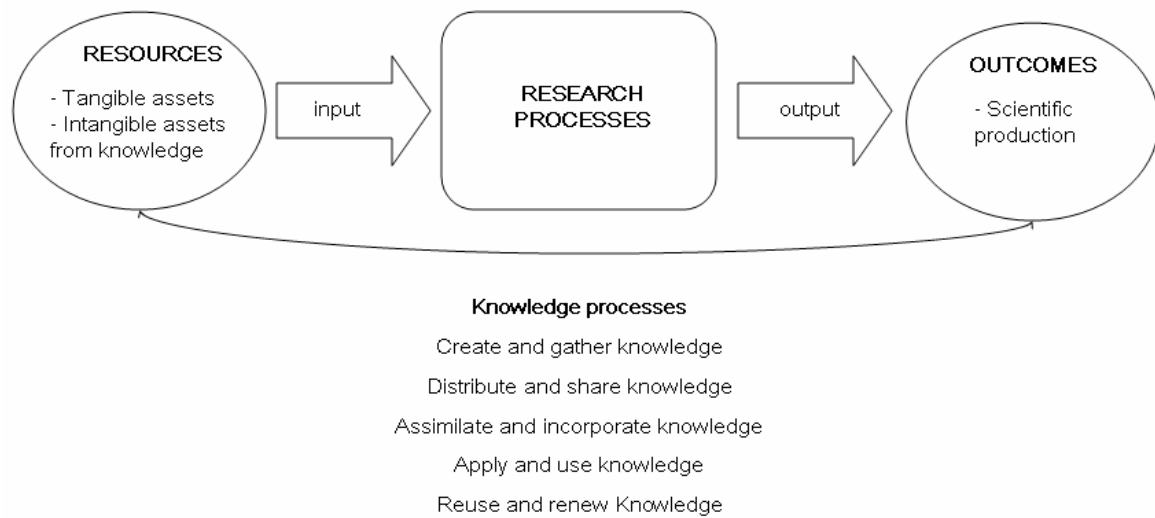 RESOURCES
- Tangible assets
- Intangible assets
from knowledge
input
RESEARCH
PROCESSES
output
OUTCOMES
- Scientific
production
Knowledge processes
Create and gather knowledge
Distribute and share knowledge
Assimilate and incorporate knowledge
Apply and use knowledge
Reuse and renew Knowledge